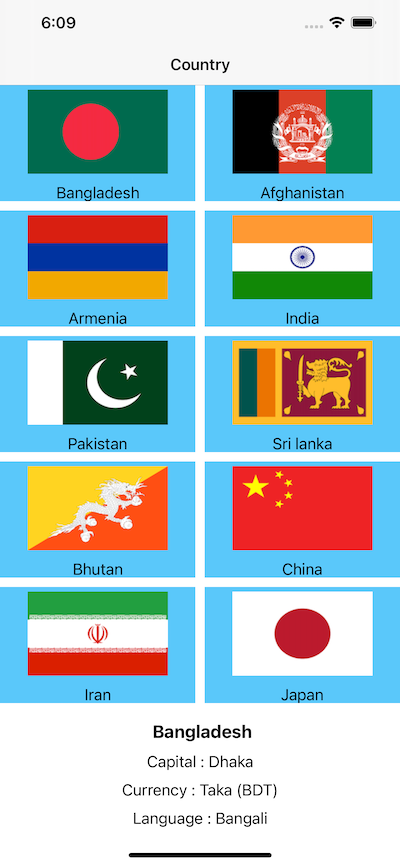 6:09
Country
Bangladesh
Afghanistan
Armenia
India
Pakistan
Sri lanka
Bhutan
China
Iran
Japan
Bangladesh
Capital : Dhaka
Currency : Taka (BDT)
Language : Bangali